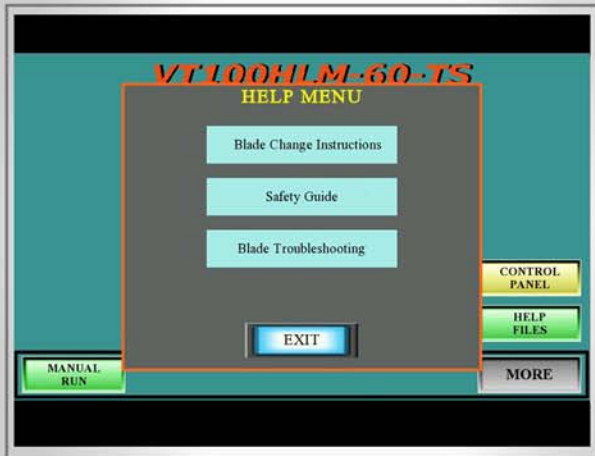 VT100HLM-60-TS
HELP MENU
Blade Change Instructions
Safety Guide
Blade Troubleshooting
CONTROL
PANEL
HELP
FILES
EXIT
MANUAL
RUN
MORE